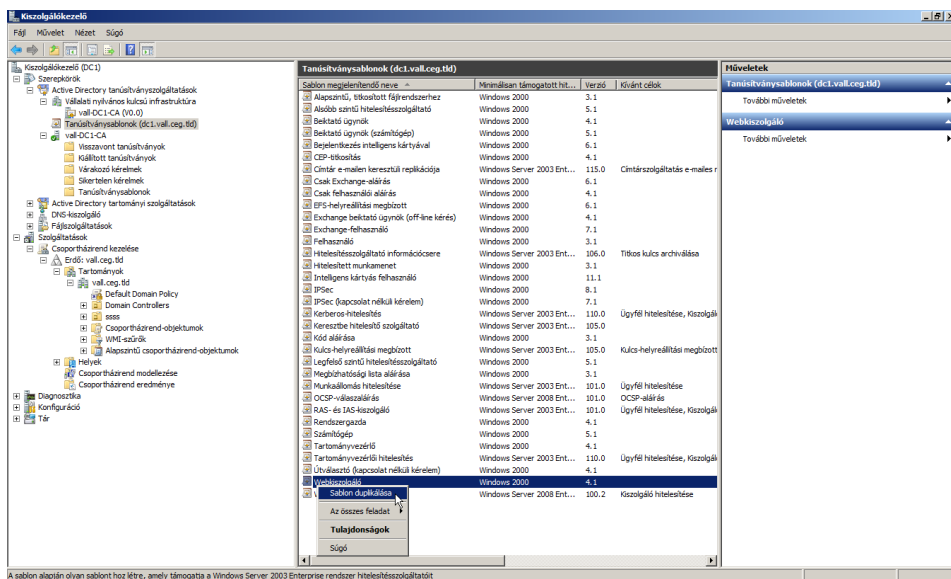 Kiszolgálókezelő
Fájl Művelet Nézet Súgó
Kiszolgálókezelő (DC1)
Szerepkörök
Active Directory tanúsítványszolgáltatások
Vállalati nyilvános kulcsú infrastruktúra
vall-DC1-CA (V0.0)
Tanúsítványsablonok (dc1.vall.ceg.tld)
vall-DC1-CA
Visszavont tanúsítványok
Kiállított tanúsítványok
Várakozó kérelmek
Sikertelen kérelmek
Tanúsítványsablonok
Active Directory tartományi szolgáltatások
DNS-kiszolgáló
Fájlszolgáltatások
Szolgáltatások
Csoportházirend kezelése
Erdő: vall.ceg.tld
Tartományok
vall.ceg.tld
Default Domain Policy
Domain Controllers
ssss
Csoportházirend-objektumok
WMI-szűrők
Alapszintű csoportházirend-objektumok
Helyek
Csoportházirend modellezése
Csoportházirend eredménye
Diagnosztika
Konfiguráció
Tár
Tanúsítványsablonok (dc1.vall.ceg.tld)
Sablon megjelenítendő neve Minimálisan támogatott hit... Verzió Kívánt célok
Alapszintű, titkosított fájlrendszerhez Windows 2000 3.1
Alsóbb szintű hitelesítésszolgáltató Windows 2000 5.1
Beiktató ügynök Windows 2000 4.1
Beiktató ügynök (számítógép) Windows 2000 5.1
Bejelentkezés intelligens kártyával Windows 2000 6.1
CEP-titkosítás Windows 2000 4.1
Címtár e-mailen keresztüli replikációja Windows Server 2003 Ent... 115.0 Címtárszolgáltatás e-mailes r
Csak Exchange-aláírás Windows 2000 6.1
Csak felhasználói aláírás Windows 2000 4.1
EFS-helyreállítási megbízott Windows 2000 6.1
Exchange beiktató ügynök (off-line kérés) Windows 2000 4.1
Exchange-felhasználó Windows 2000 7.1
Felhasználó Windows 2000 3.1
Hitelesítésszolgáltató információcsere Windows Server 2003 Ent... 106.0 Titkos kulcs archiválása
Hitelesített munkamenet Windows 2000 3.1
Intelligens kártyás felhasználó Windows 2000 11.1
IPSec Windows 2000 8.1
IPSec (kapcsolat nélküli kérelem) Windows 2000 7.1
Kerberos-hitelesítés Windows Server 2003 Ent... 110.0 Ügyfél hitelesítése, Kiszolgál
Keresztbe hitelesítő szolgáltató Windows Server 2003 Ent... 105.0
Kód aláírása Windows 2000 3.1
Kulcs-helyreállítási megbízott Windows Server 2003 Ent... 105.0 Kulcs-helyreállítási megbízott
Legfelső szintű hitelesítésszolgáltató Windows 2000 5.1
Megbízhatósági lista aláírása Windows 2000 3.1
Munkaállomás hitelesítése Windows Server 2003 Ent... 101.0 Ügyfél hitelesítése
OCSP-válaszaláírás Windows Server 2008 Ent... 101.0 OCSP-aláírás
RAS- és IAS-kiszolgáló Windows Server 2003 Ent... 101.0 Ügyfél hitelesítése, Kiszolgál
Rendszergazda Windows 2000 4.1
Számítógép Windows 2000 5.1
Tartományvezérlő Windows 2000 4.1
Tartományvezérlői hitelesítés Windows Server 2003 Ent... 110.0 Ügyfél hitelesítése, Kiszolgál
Útválasztó (kapcsolat nélküli kérelem) Windows 2000 4.1
Webkiszolgáló Windows 2000 4.1
Windows Server 2008 Ent... 100.2 Kiszolgáló hitelesítése
Sablon duplikálása
Az összes feladat
Tulajdonságok
Súgó
Műveletek
Tanúsítványsablonok (dc1.vall.ceg.tld)
További műveletek
Webkiszolgáló
További műveletek
A sablon alapján olyan sablont hoz létre, amely támogatja a Windows Server 2003 Enterprise rendszer hitelesítésszolgáltatóit